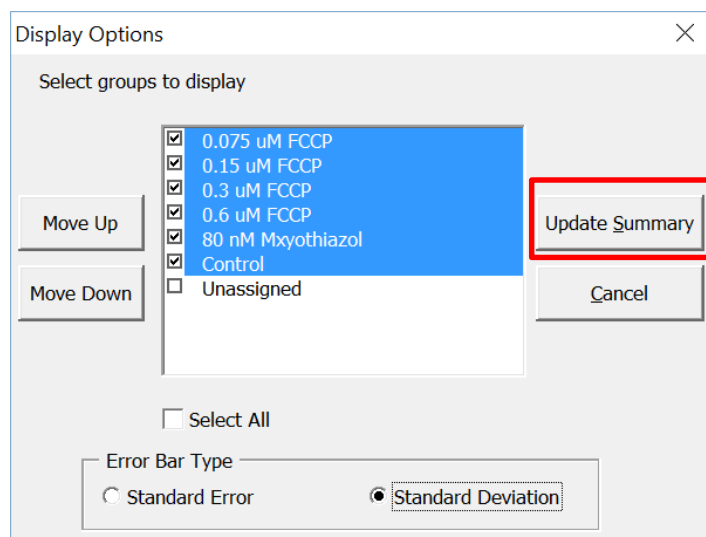 Display Options
Select groups to display
0.075 uM FCCP
0.15 uM FCCP
0.3 uM FCCP
0.6 uM FCCP
80 nM Mxyothiazol
Control
Unassigned
Move Up
Move Down
Update Summary
Cancel
Select All
Error Bar Type
Standard Error
Standard Deviation